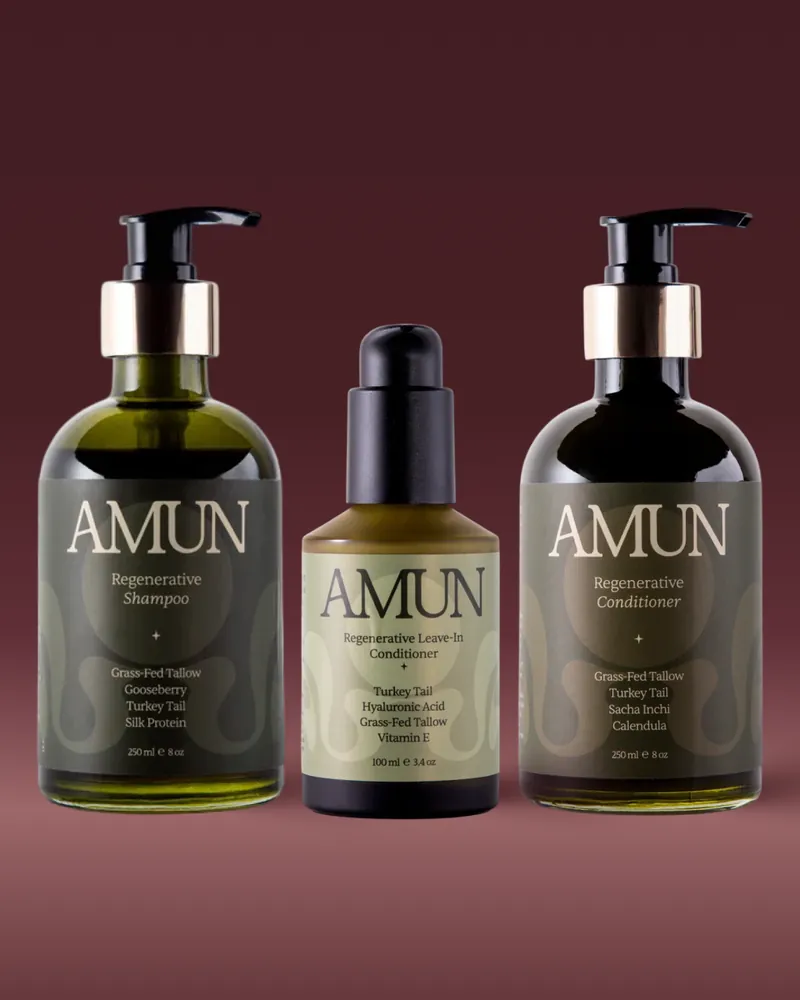 AMUN
Regenerative
Shampoo
Grass-Fed Tallow
Gooseberry
Turkey Tail
Silk Protein
250 ml ℮ 8 oz
AMUN
Regenerative Leave-In
Conditioner
Turkey Tail
Hyaluronic Acid
Grass-Fed Tallow
Vitamin E
100 ml ℮ 3.4 oz
AMUN
Regenerative
Conditioner
Grass-Fed Tallow
Turkey Tail
Sacha Inchi
Calendula
250 ml ℮ 8 oz